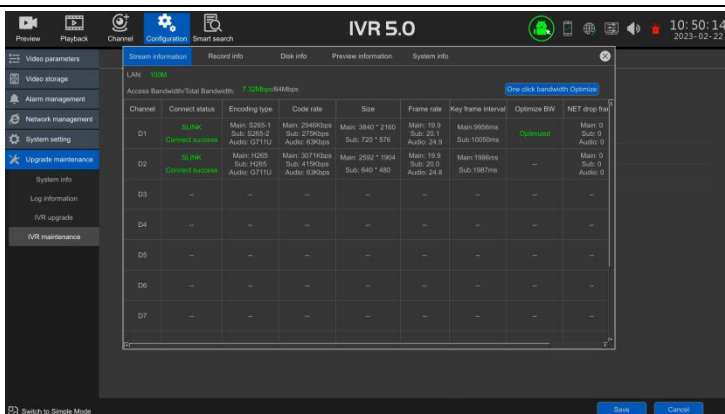 IVR 5.0
10:50:14
2023-02-22
Preview
Playback
Channel
Configuration
Smart search
Video parameters
Video storage
Alarm management
Network management
System setting
Upgrade maintenance
System info
Log information
IVR upgrade
IVR maintenance
Stream information Record info Disk info Preview information System info
LAN: 100M
Access Bandwidth/Total Bandwidth: 7.32Mbps/64Mbps
One click bandwidth Optimize
Channel Connect status Encoding type Code rate Size Frame rate Key frame interval Optimize BW NET drop fra
D1
SLINK
Connect success
Main: S265-1
Sub: S265-2
Audio: G711U
Main: 2946Kbps
Sub: 275Kbps
Audio: 63Kbps
Main: 3840 * 2160
Sub: 720 * 576
Main: 19.9
Sub: 20.1
Audio: 24.9
Main:9956ms
Sub:10050ms
Optimized
Main: 0
Sub: 0
Audio: 0
D2
SLINK
Connect success
Main: H265
Sub: H265
Audio: G711U
Main: 3071Kbps
Sub: 415Kbps
Audio: 63Kbps
Main: 2592 * 1904
Sub: 640 * 480
Main: 19.9
Sub: 20.0
Audio: 24.8
Main:1986ms
Sub:1987ms
--
Main: 0
Sub: 0
Audio: 0
D3 -- -- -- -- -- -- -- --
D4 -- -- -- -- -- -- -- --
D5 -- -- -- -- -- -- -- --
D6 -- -- -- -- -- -- -- --
D7 -- -- -- -- -- -- -- --
Switch to Simple Mode
Save
Cancel